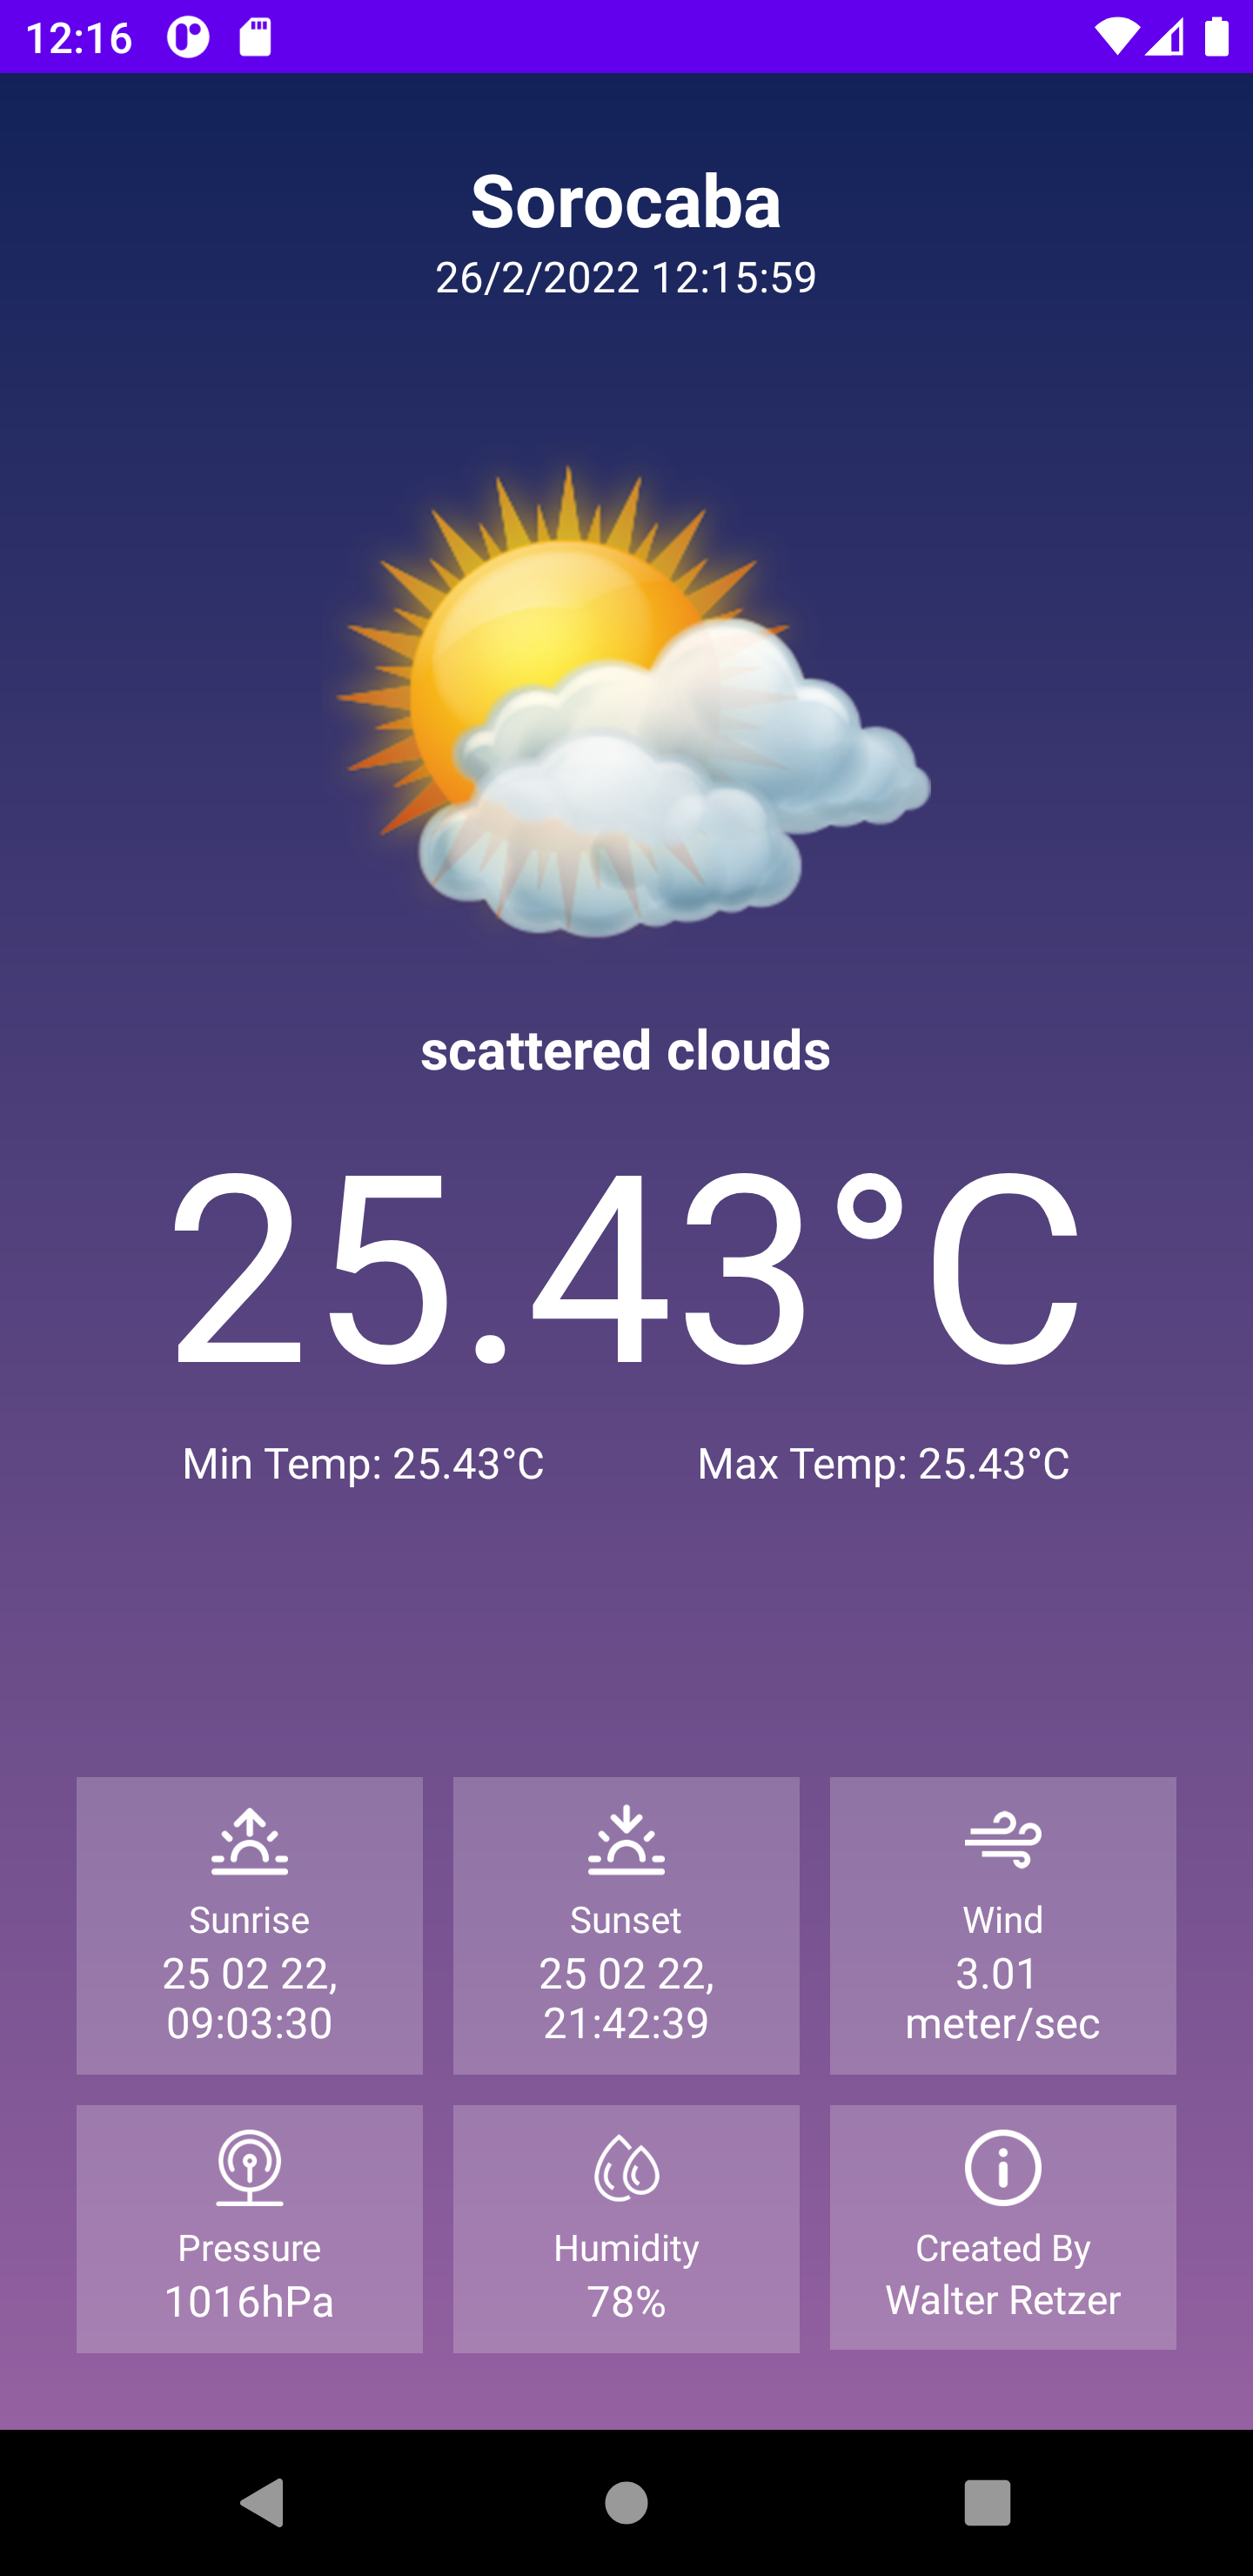 12:16
Sorocaba
26/2/2022 12:15:59
scattered clouds
25.43°C
Min Temp: 25.43°C Max Temp: 25.43°C
Sunrise
25 02 22,
09:03:30
Sunset
25 02 22,
21:42:39
Wind
3.01
meter/sec
Pressure
1016hPa
Humidity
78%
Created By
Walter Retzer